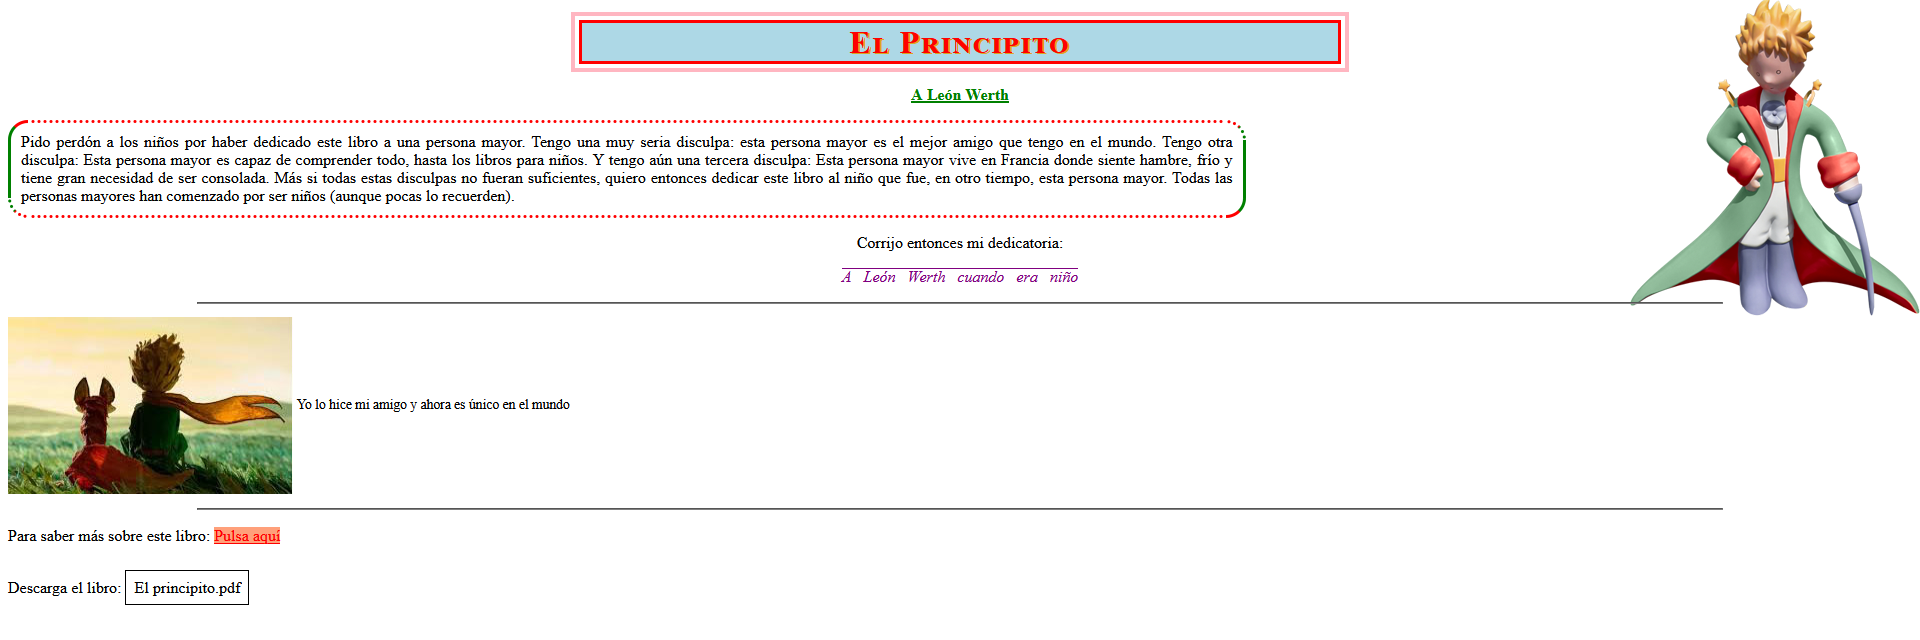 El Principito
A León Werth
Pido perdón a los niños por haber dedicado este libro a una persona mayor. Tengo una muy seria disculpa: esta persona mayor es el mejor amigo que tengo en el mundo. Tengo otra
disculpa: Esta persona mayor es capaz de comprender todo, hasta los libros para niños. Y tengo aún una tercera disculpa: Esta persona mayor vive en Francia donde siente hambre, frío y
tiene gran necesidad de ser consolada. Más si todas estas disculpas no fueran suficientes, quiero entonces dedicar este libro al niño que fue, en otro tiempo, esta persona mayor. Todas las
personas mayores han comenzado por ser niños (aunque pocas lo recuerden).
Corrijo entonces mi dedicatoria:
A León Werth cuando era niño
Yo lo hice mi amigo y ahora es único en el mundo
Para saber más sobre este libro: Pulsa aquí
Descarga el libro: El principito.pdf